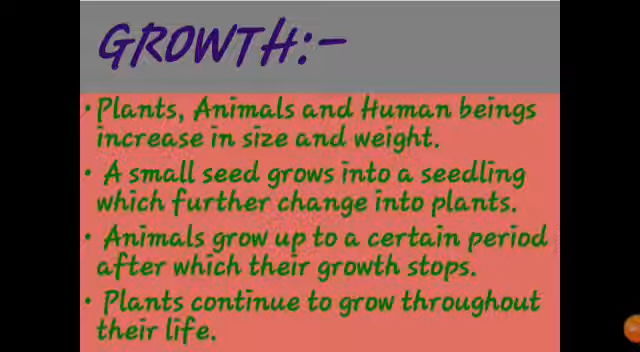 GROWTH:-
• Plants, Animals and Human beings
increase in size and weight.
• A small seed grows into a seedling
which further change into plants.
• Animals grow up to a certain period
after which their growth stops.
• Plants continue to grow throughout
their life.